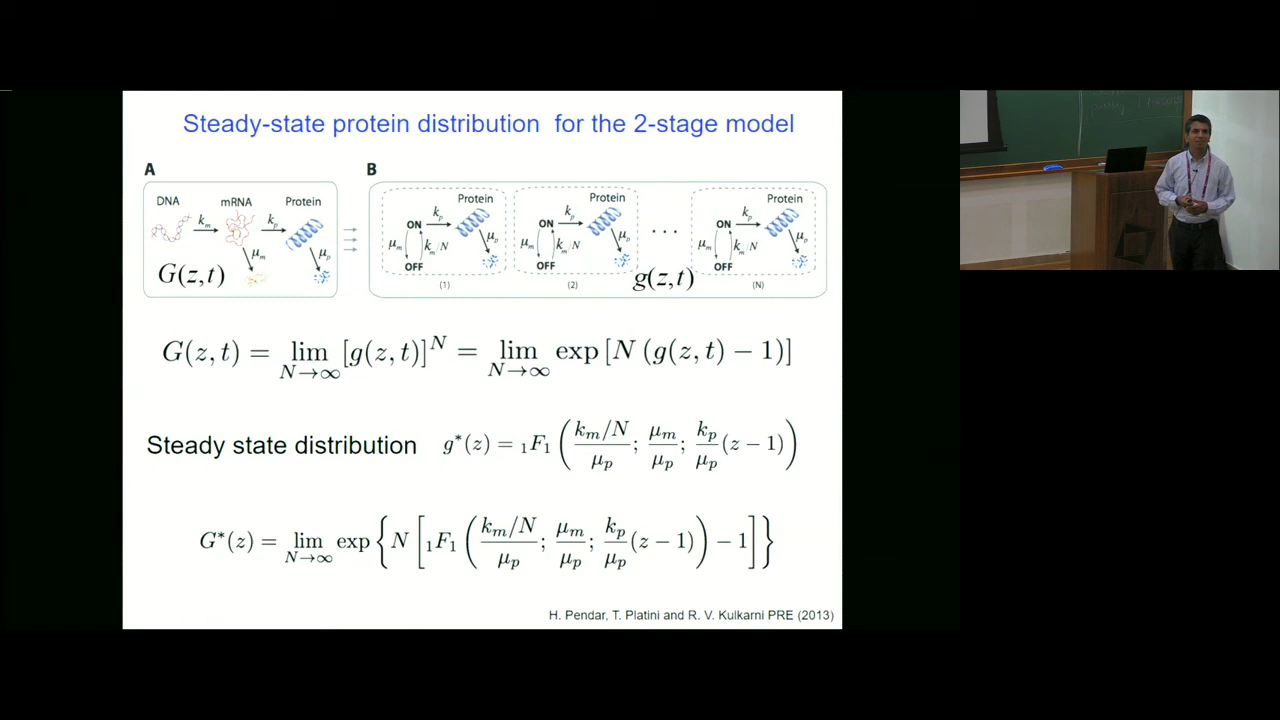 Steady-state protein distribution for the 2-stage model
A
B
DNA
mRNA
Protein
k_m
k_p
μ_m
μ_p
G(z,t)
Protein
ON
k_p
μ_m
k_m/N
μ_p
OFF
(1)
Protein
ON
k_p
μ_m
k_m/N
μ_p
OFF
(2)
. . .
g(z,t)
Protein
ON
k_p
μ_m
k_m/N
μ_p
OFF
(N)
G(z,t) = lim_{N→∞} [g(z,t)]^N = lim_{N→∞} exp [N (g(z,t) − 1)]
Steady state distribution g*(z) = ₁F₁ ( (k_m/N)/μ_p ; μ_m/μ_p ; k_p/μ_p (z − 1) )
G*(z) = lim_{N→∞} exp { N [ ₁F₁ ( (k_m/N)/μ_p ; μ_m/μ_p ; k_p/μ_p (z − 1) ) − 1 ] }
H. Pendar, T. Platini and R. V. Kulkarni PRE (2013)